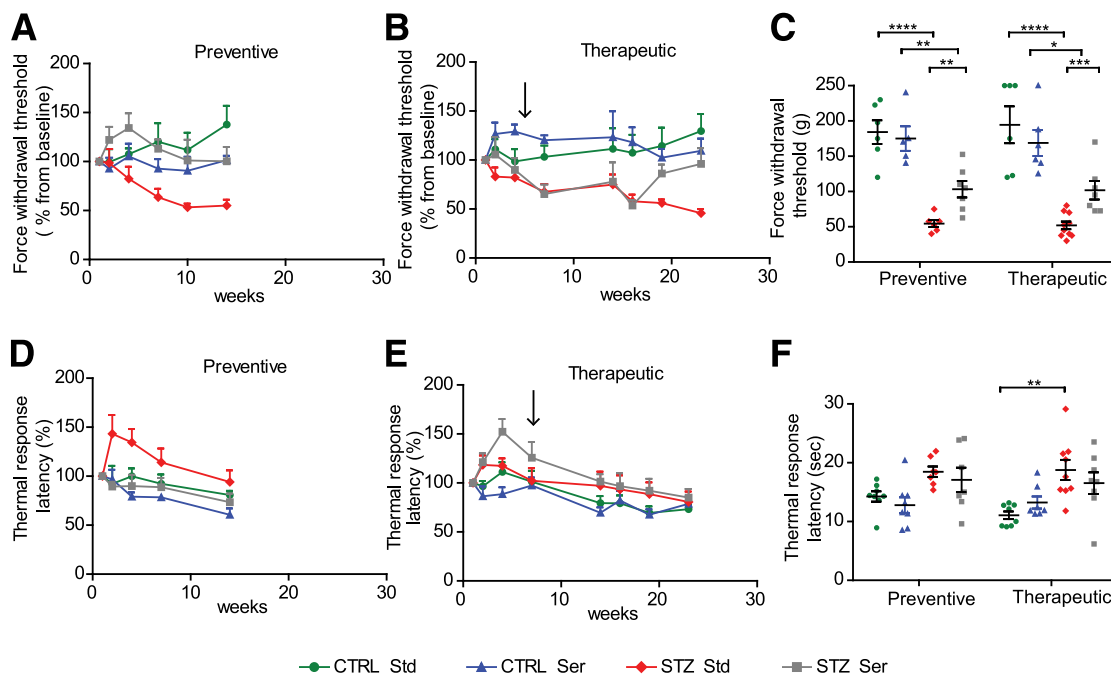 A
Preventive
Force withdrawal threshold
( % from baseline)
200
150
100
50
0
0
10
20
30
weeks
B
Therapeutic
Force withdrawal threshold
(% from baseline)
200
150
100
50
0
0
10
20
30
weeks
C
**** ** **
**** * ***
Force withdrawal
threshold (g)
250
200
150
100
50
0
Preventive
Therapeutic
D
Preventive
Thermal response
latency (%)
200
150
100
50
0
0
10
20
30
weeks
E
Therapeutic
Thermal response
latency (%)
200
150
100
50
0
0
10
20
30
weeks
F
**
Thermal response
latency (sec)
30
20
10
0
Preventive
Therapeutic
CTRL Std
CTRL Ser
STZ Std
STZ Ser